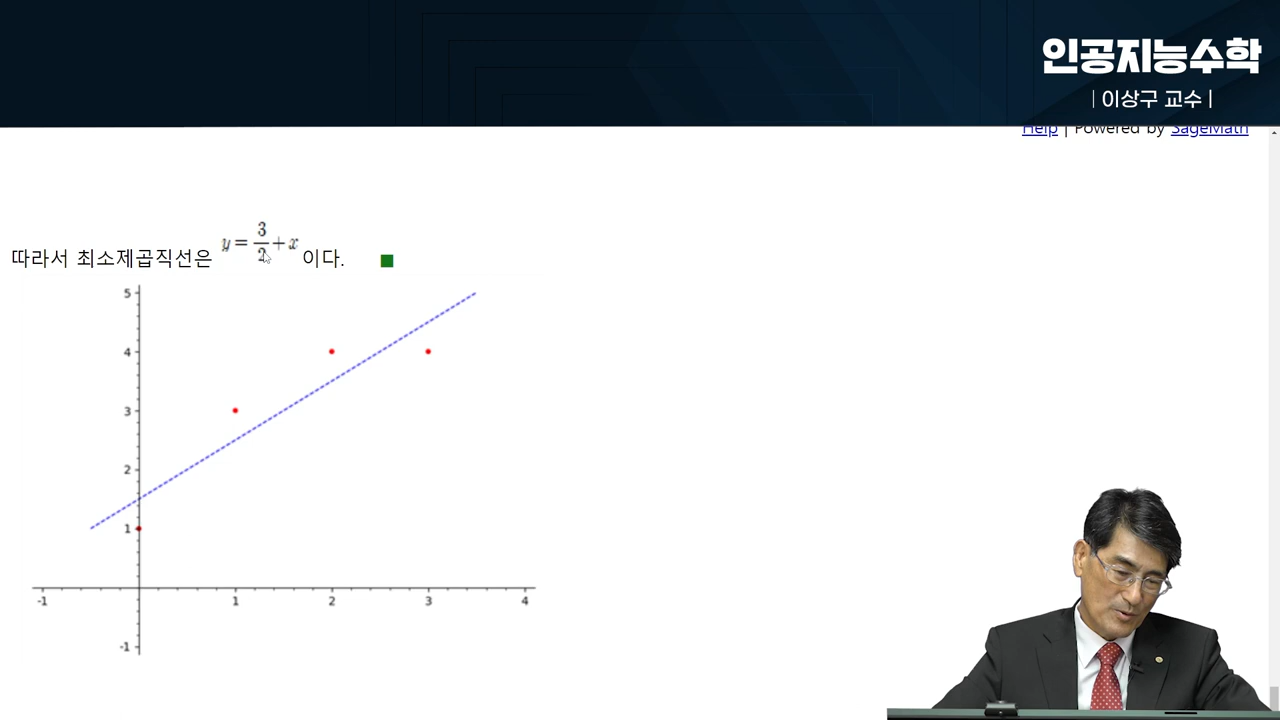 인공지능수학
| 이상구 교수 |
Help | Powered by SageMath
따라서 최소제곱직선은 y = 3/2 + x 이다. ■
5
4
3
2
1
-1 1 2 3 4
-1